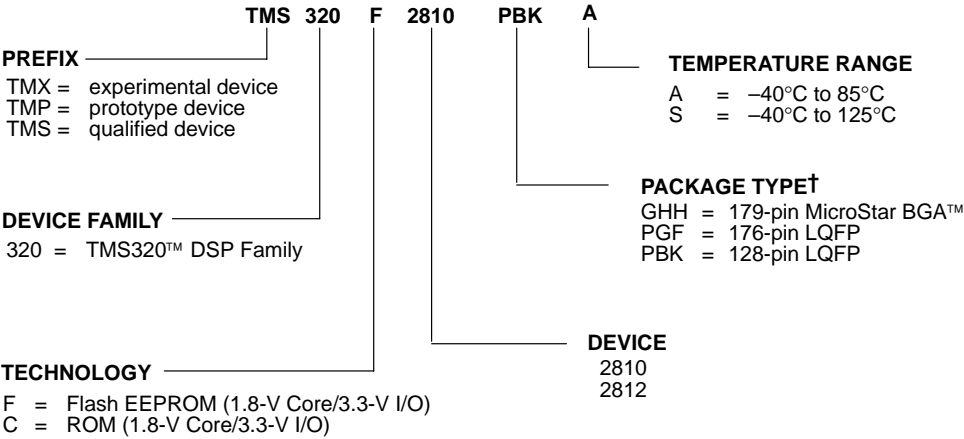 TMS 320 F 2810 PBK A
PREFIX
TMX = experimental device
TMP = prototype device
TMS = qualified device
TEMPERATURE RANGE
A = –40°C to 85°C
S = –40°C to 125°C
PACKAGE TYPE†
GHH = 179-pin MicroStar BGA™
PGF = 176-pin LQFP
PBK = 128-pin LQFP
DEVICE FAMILY
320 = TMS320™ DSP Family
DEVICE
2810
2812
TECHNOLOGY
F = Flash EEPROM (1.8-V Core/3.3-V I/O)
C = ROM (1.8-V Core/3.3-V I/O)